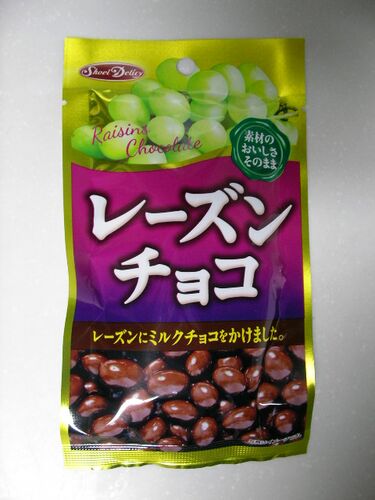 Shoei Delicy
Raisins
Chocolate
素材の
おいしさ
そのまま
レーズン
チョコ
レーズンにミルクチョコをかけました。